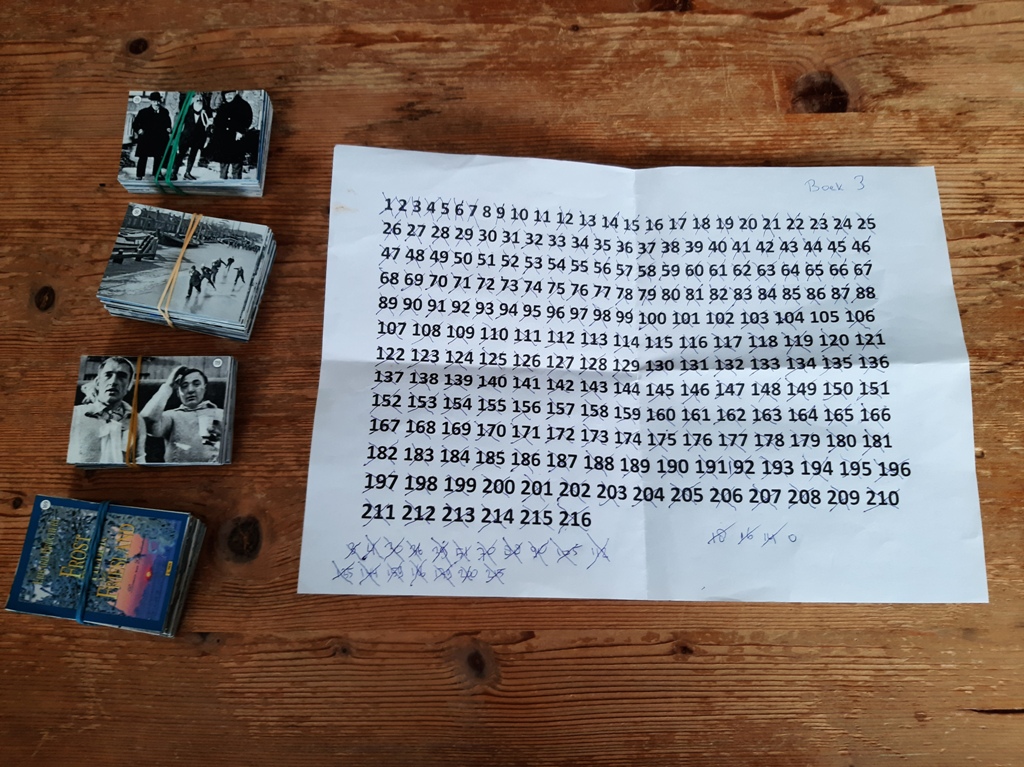 Boek 3
1 2 3 4 5 6 7 8 9 10 11 12 13 14 15 16 17 18 19 20 21 22 23 24 25
26 27 28 29 30 31 32 33 34 35 36 37 38 39 40 41 42 43 44 45 46
47 48 49 50 51 52 53 54 55 56 57 58 59 60 61 62 63 64 65 66 67
68 69 70 71 72 73 74 75 76 77 78 79 80 81 82 83 84 85 86 87 88
89 90 91 92 93 94 95 96 97 98 99 100 101 102 103 104 105 106
107 108 109 110 111 112 113 114 115 116 117 118 119 120 121
122 123 124 125 126 127 128 129 130 131 132 133 134 135 136
137 138 139 140 141 142 143 144 145 146 147 148 149 150 151
152 153 154 155 156 157 158 159 160 161 162 163 164 165 166
167 168 169 170 171 172 173 174 175 176 177 178 179 180 181
182 183 184 185 186 187 188 189 190 191 92 193 194 195 196
197 198 199 200 201 202 203 204 205 206 207 208 209 210
211 212 213 214 215 216
FROST